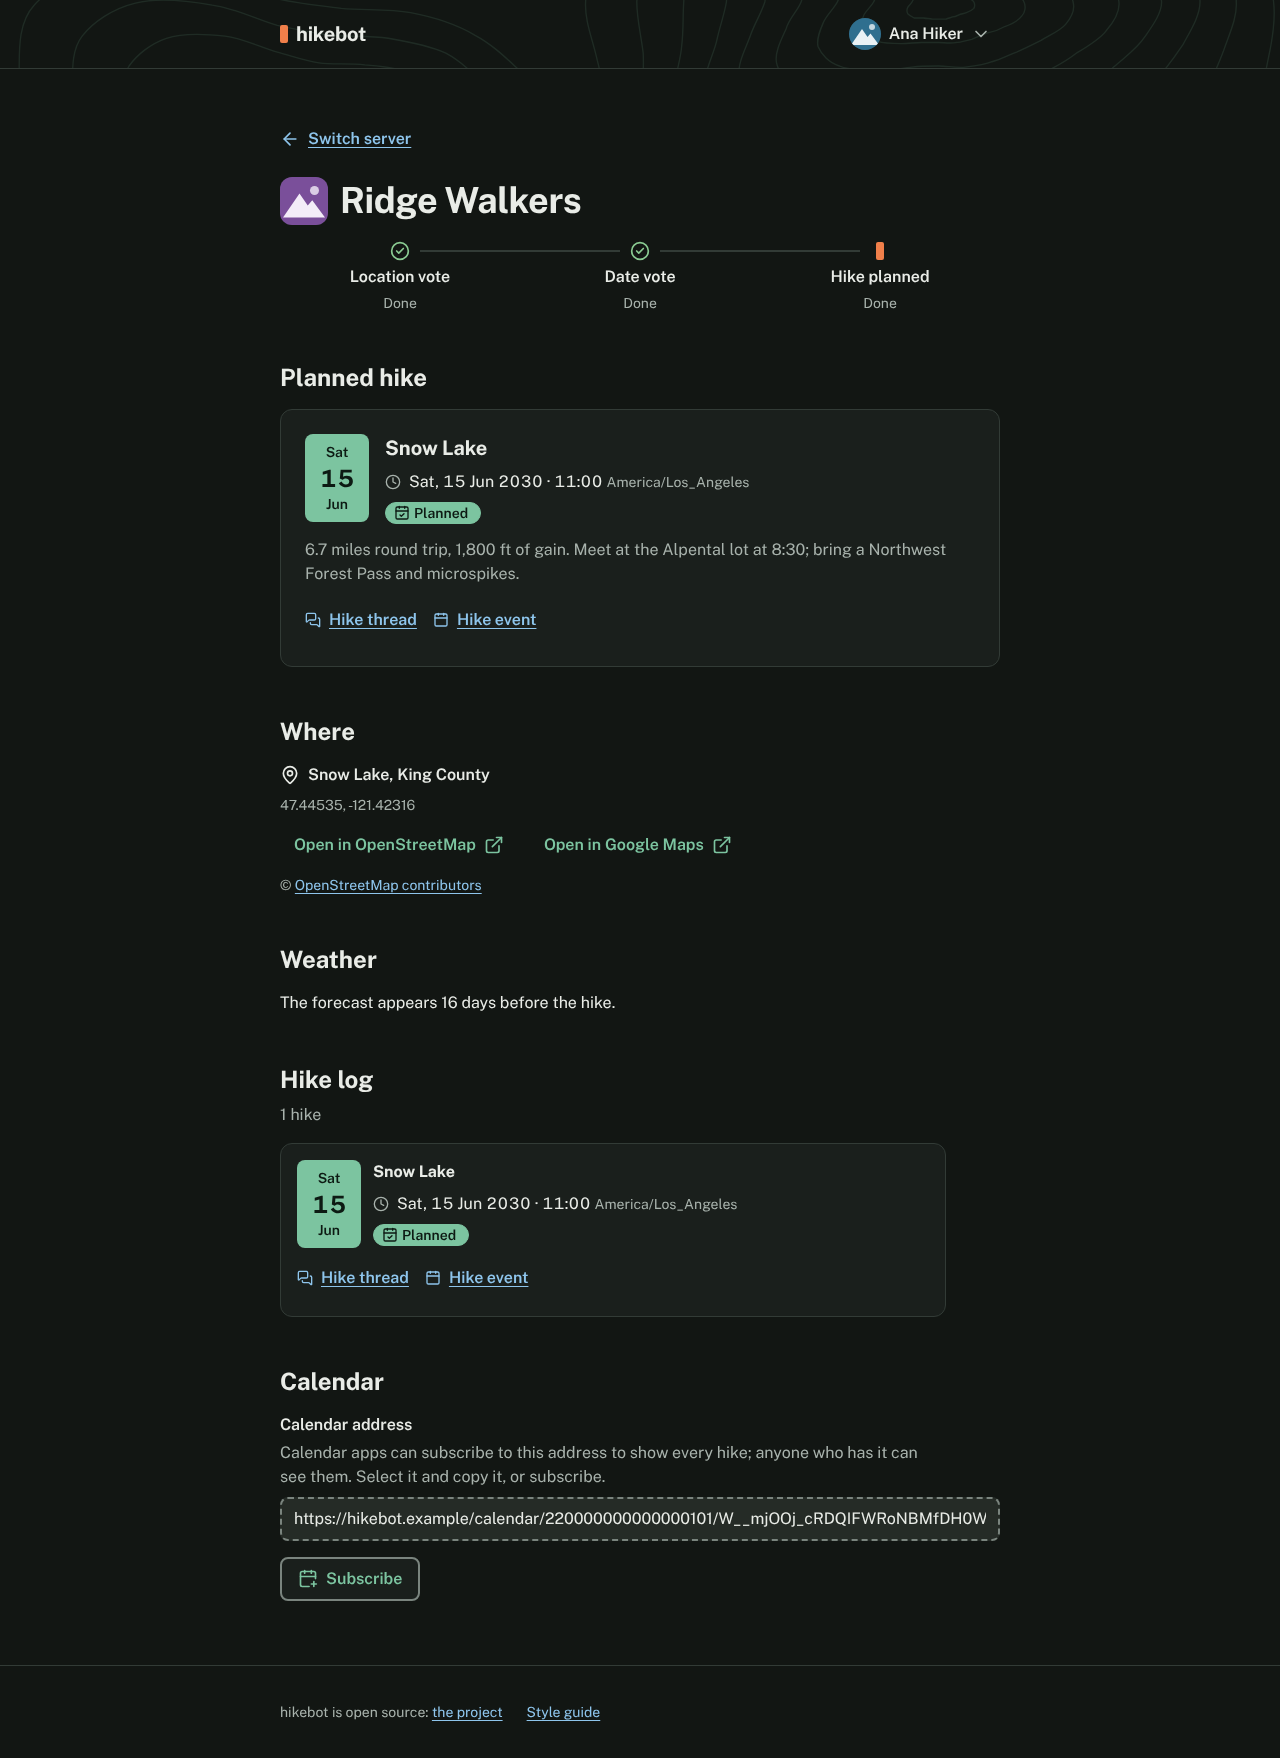 hikebot
Ana Hiker
Switch server
Ridge Walkers
Location vote
Done
Date vote
Done
Hike planned
Done
Planned hike
Sat
15
Jun
Snow Lake
Sat, 15 Jun 2030 · 11:00 America/Los_Angeles
Planned
6.7 miles round trip, 1,800 ft of gain. Meet at the Alpental lot at 8:30; bring a Northwest
Forest Pass and microspikes.
Hike thread Hike event
Where
Snow Lake, King County
47.44535, -121.42316
Open in OpenStreetMap Open in Google Maps
© OpenStreetMap contributors
Weather
The forecast appears 16 days before the hike.
Hike log
1 hike
Sat
15
Jun
Snow Lake
Sat, 15 Jun 2030 · 11:00 America/Los_Angeles
Planned
Hike thread Hike event
Calendar
Calendar address
Calendar apps can subscribe to this address to show every hike; anyone who has it can
see them. Select it and copy it, or subscribe.
https://hikebot.example/calendar/220000000000000101/W__mjOOj_cRDQIFWRoNBMfDH0W
Subscribe
hikebot is open source: the project Style guide